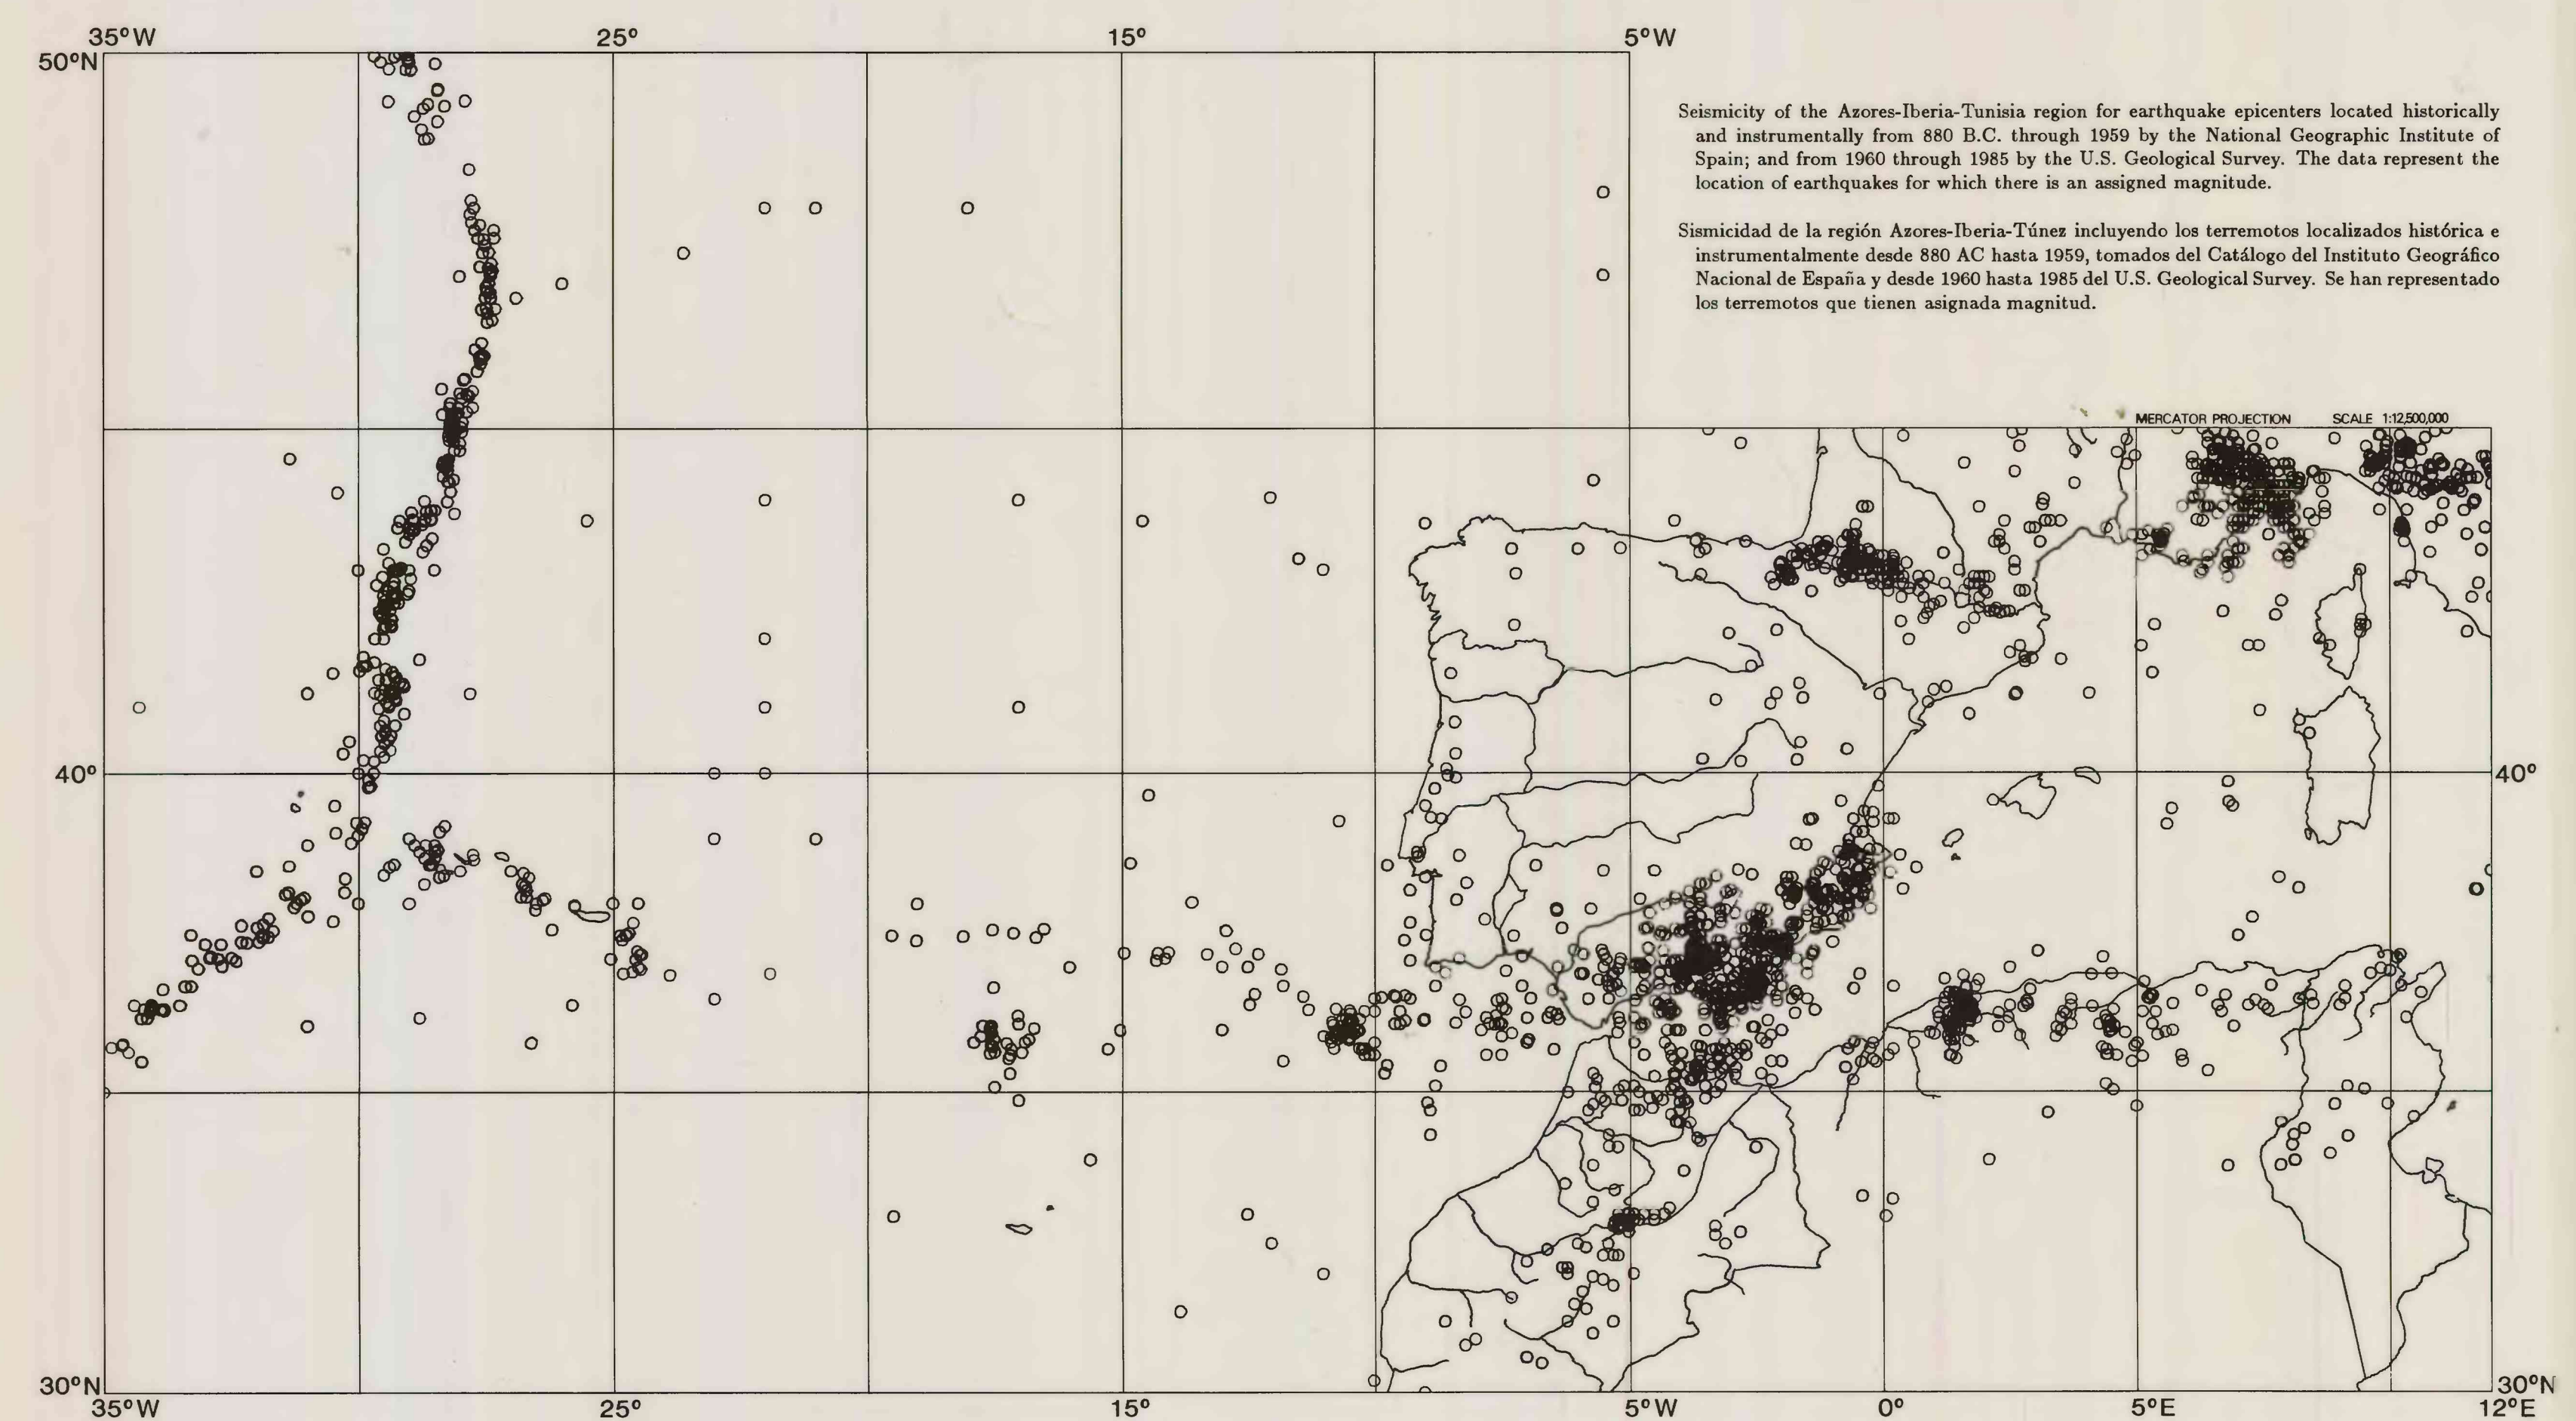 35°W 25° 15° 5°W
50°N
Seismicity of the Azores-Iberia-Tunisia region for earthquake epicenters located historically
and instrumentally from 880 B.C. through 1959 by the National Geographic Institute of
Spain; and from 1960 through 1985 by the U.S. Geological Survey. The data represent the
location of earthquakes for which there is an assigned magnitude.
Sismicidad de la región Azores-Iberia-Túnez incluyendo los terremotos localizados histórica e
instrumentalmente desde 880 AC hasta 1959, tomados del Catálogo del Instituto Geográfico
Nacional de España y desde 1960 hasta 1985 del U.S. Geological Survey. Se han representado
los terremotos que tienen asignada magnitud.
MERCATOR PROJECTION SCALE 1:12,500,000
40° 40°
30°N 30°N
35°W 25° 15° 5°W 0° 5°E 12°E